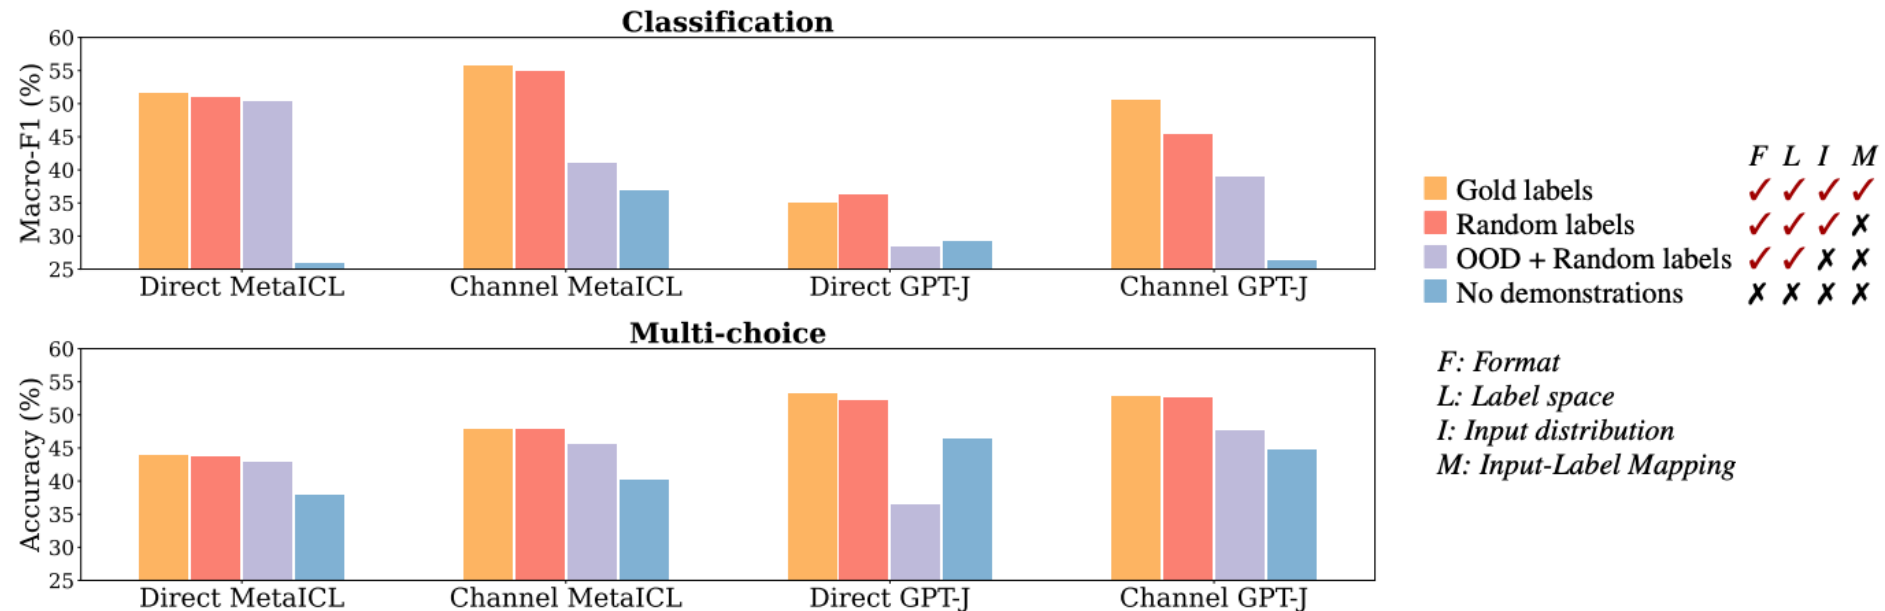 Classification
Macro-F1 (%)
60
55
50
45
40
35
30
25
Direct MetaICL
Channel MetaICL
Direct GPT-J
Channel GPT-J
Multi-choice
Accuracy (%)
60
55
50
45
40
35
30
25
Direct MetaICL
Channel MetaICL
Direct GPT-J
Channel GPT-J
F L I M
Gold labels ✓ ✓ ✓ ✓
Random labels ✓ ✓ ✓ ✗
OOD + Random labels ✓ ✓ ✗ ✗
No demonstrations ✗ ✗ ✗ ✗
F: Format
L: Label space
I: Input distribution
M: Input-Label Mapping